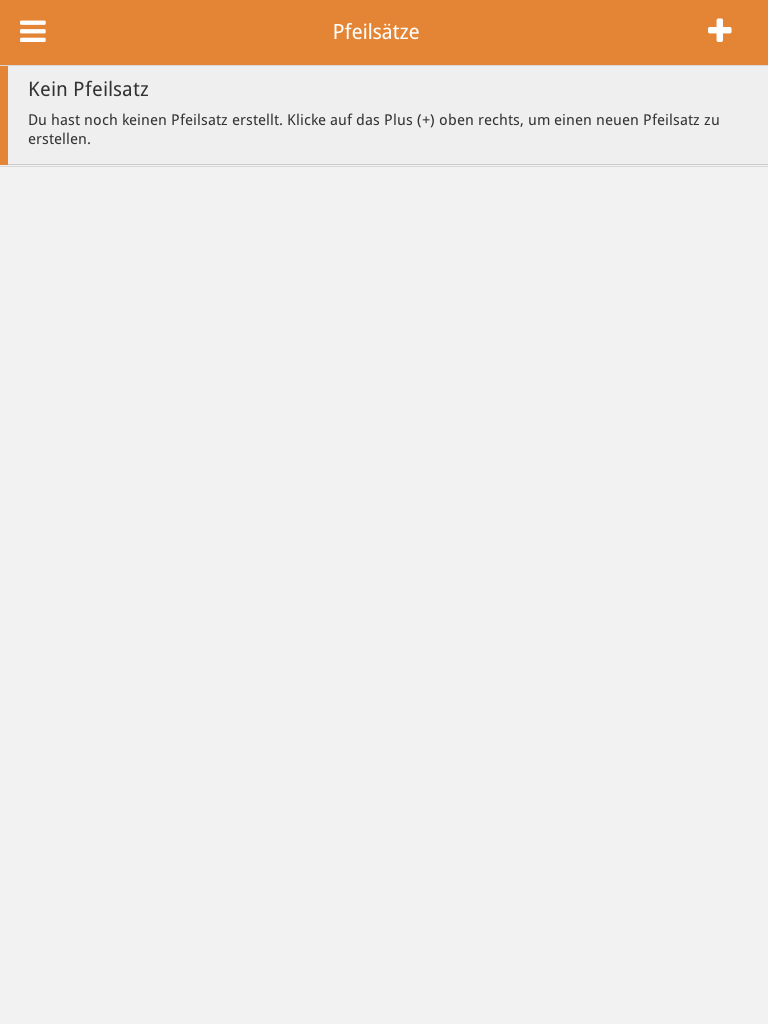 Pfeilsätze
Kein Pfeilsatz
Du hast noch keinen Pfeilsatz erstellt. Klicke auf das Plus (+) oben rechts, um einen neuen Pfeilsatz zu
erstellen.